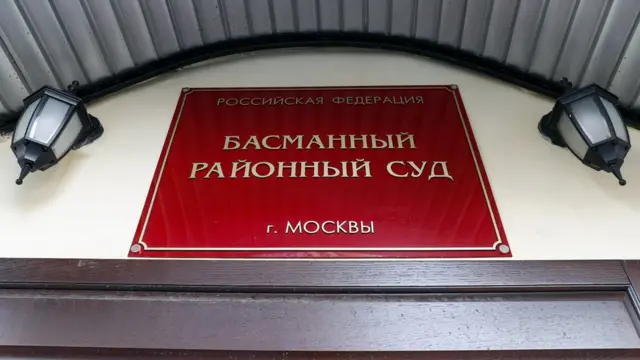 РОССИЙСКАЯ ФЕДЕРАЦИЯ
БАСМАННЫЙ
РАЙОННЫЙ СУД
г. МОСКВЫ